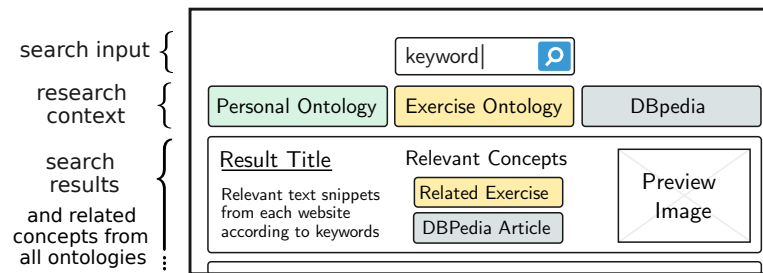 search input
keyword
research
context
Personal Ontology
Exercise Ontology
DBpedia
search
results
and related
concepts from
all ontologies
Result Title
Relevant text snippets
from each website
according to keywords
Relevant Concepts
Related Exercise
DBPedia Article
Preview
Image